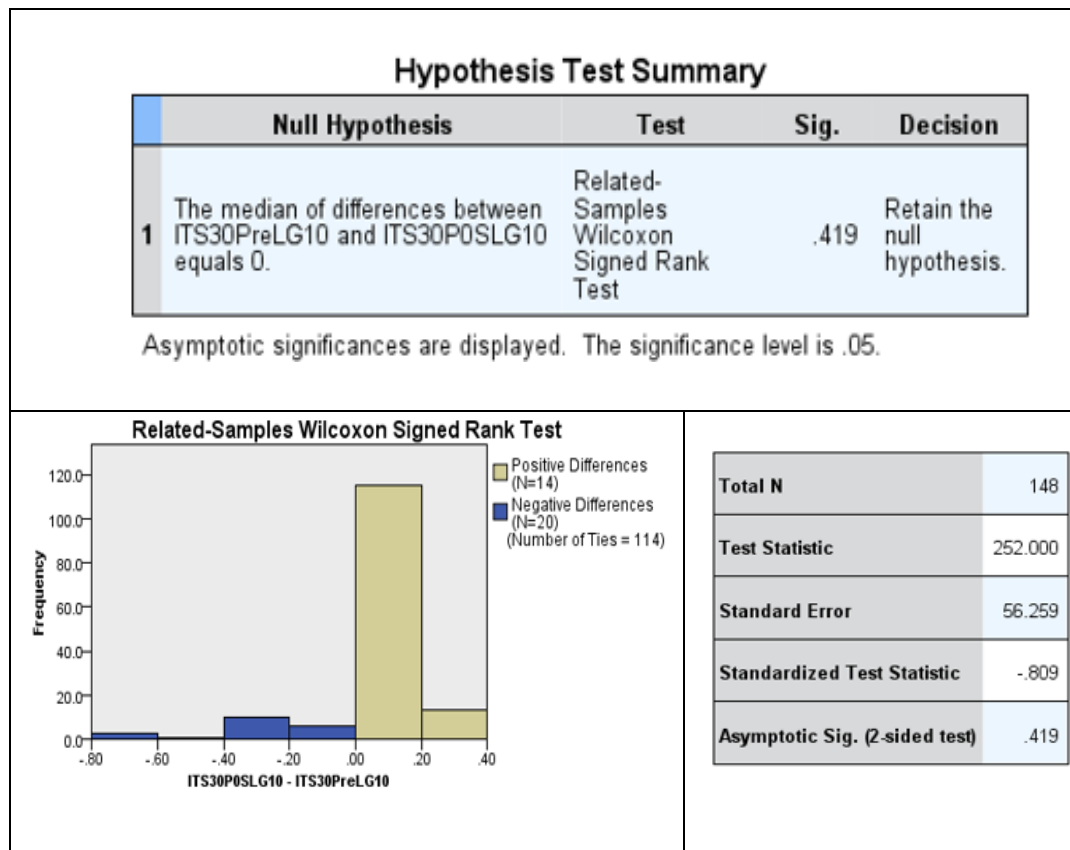 Hypothesis Test Summary
Null Hypothesis Test Sig. Decision
1
The median of differences between
ITS30PreLG10 and ITS30P0SLG10
equals 0.
Related-
Samples
Wilcoxon
Signed Rank
Test
.419
Retain the
null
hypothesis.
Asymptotic significances are displayed. The significance level is .05.
Related-Samples Wilcoxon Signed Rank Test
Frequency
120.0
100.0
80.0
60.0
40.0
20.0
0.0
-.80 -.60 -.40 -.20 .00 .20 .40
ITS30P0SLG10 - ITS30PreLG10
Positive Differences
(N=14)
Negative Differences
(N=20)
(Number of Ties = 114)
Total N 148
Test Statistic 252.000
Standard Error 56.259
Standardized Test Statistic -.809
Asymptotic Sig. (2-sided test) .419